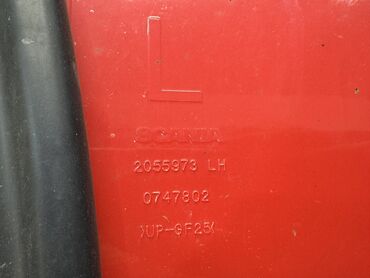 L
SCANIA
2055973 LH
0747802
>UP-GF25<